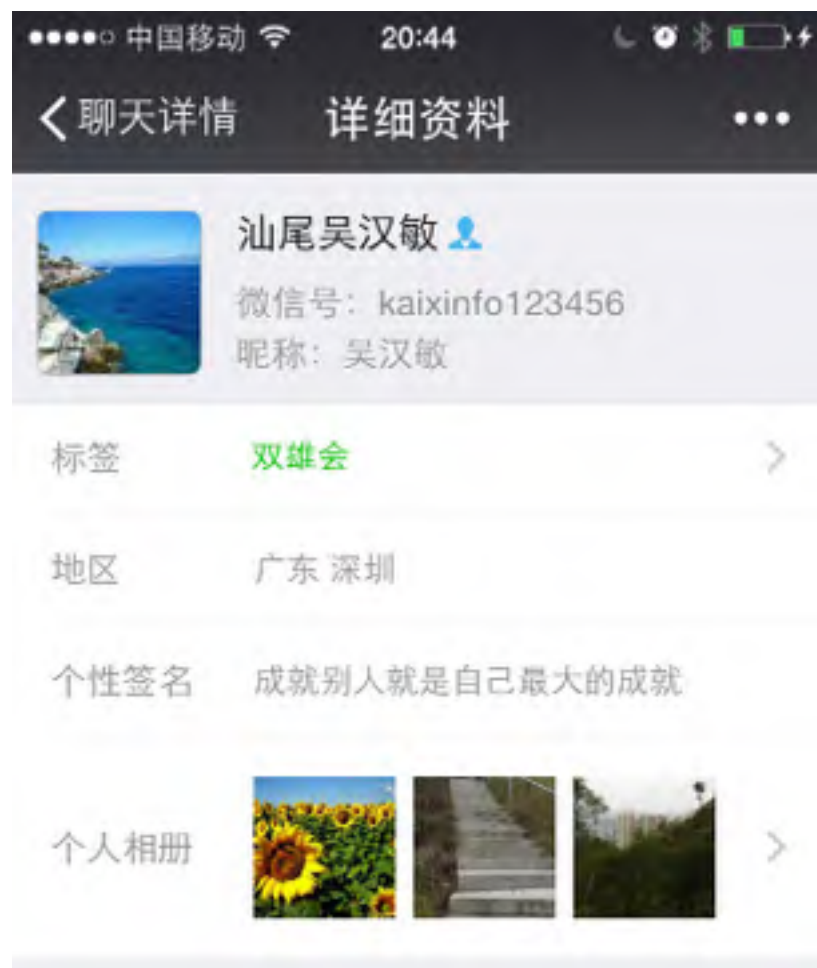 中国移动 20:44
聊天详情 详细资料
汕尾吴汉敏
微信号: kaixinfo123456
昵称: 吴汉敏
标签 双雄会
地区 广东 深圳
个性签名 成就别人就是自己最大的成就
个人相册